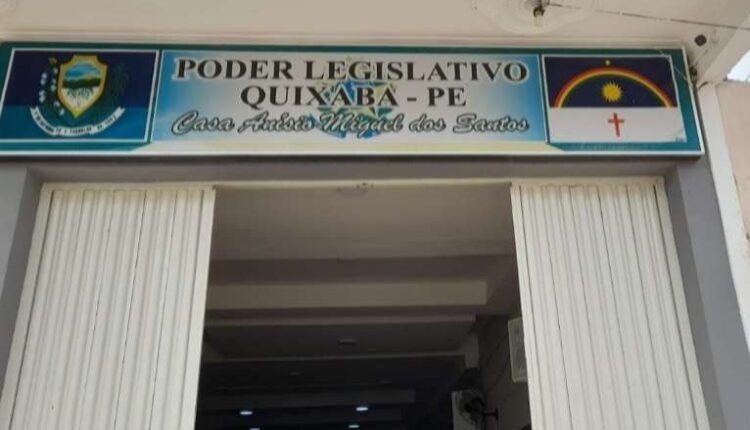 PODER LEGISLATIVO
QUIXABA - PE
Casa Anísio Miguel dos Santos